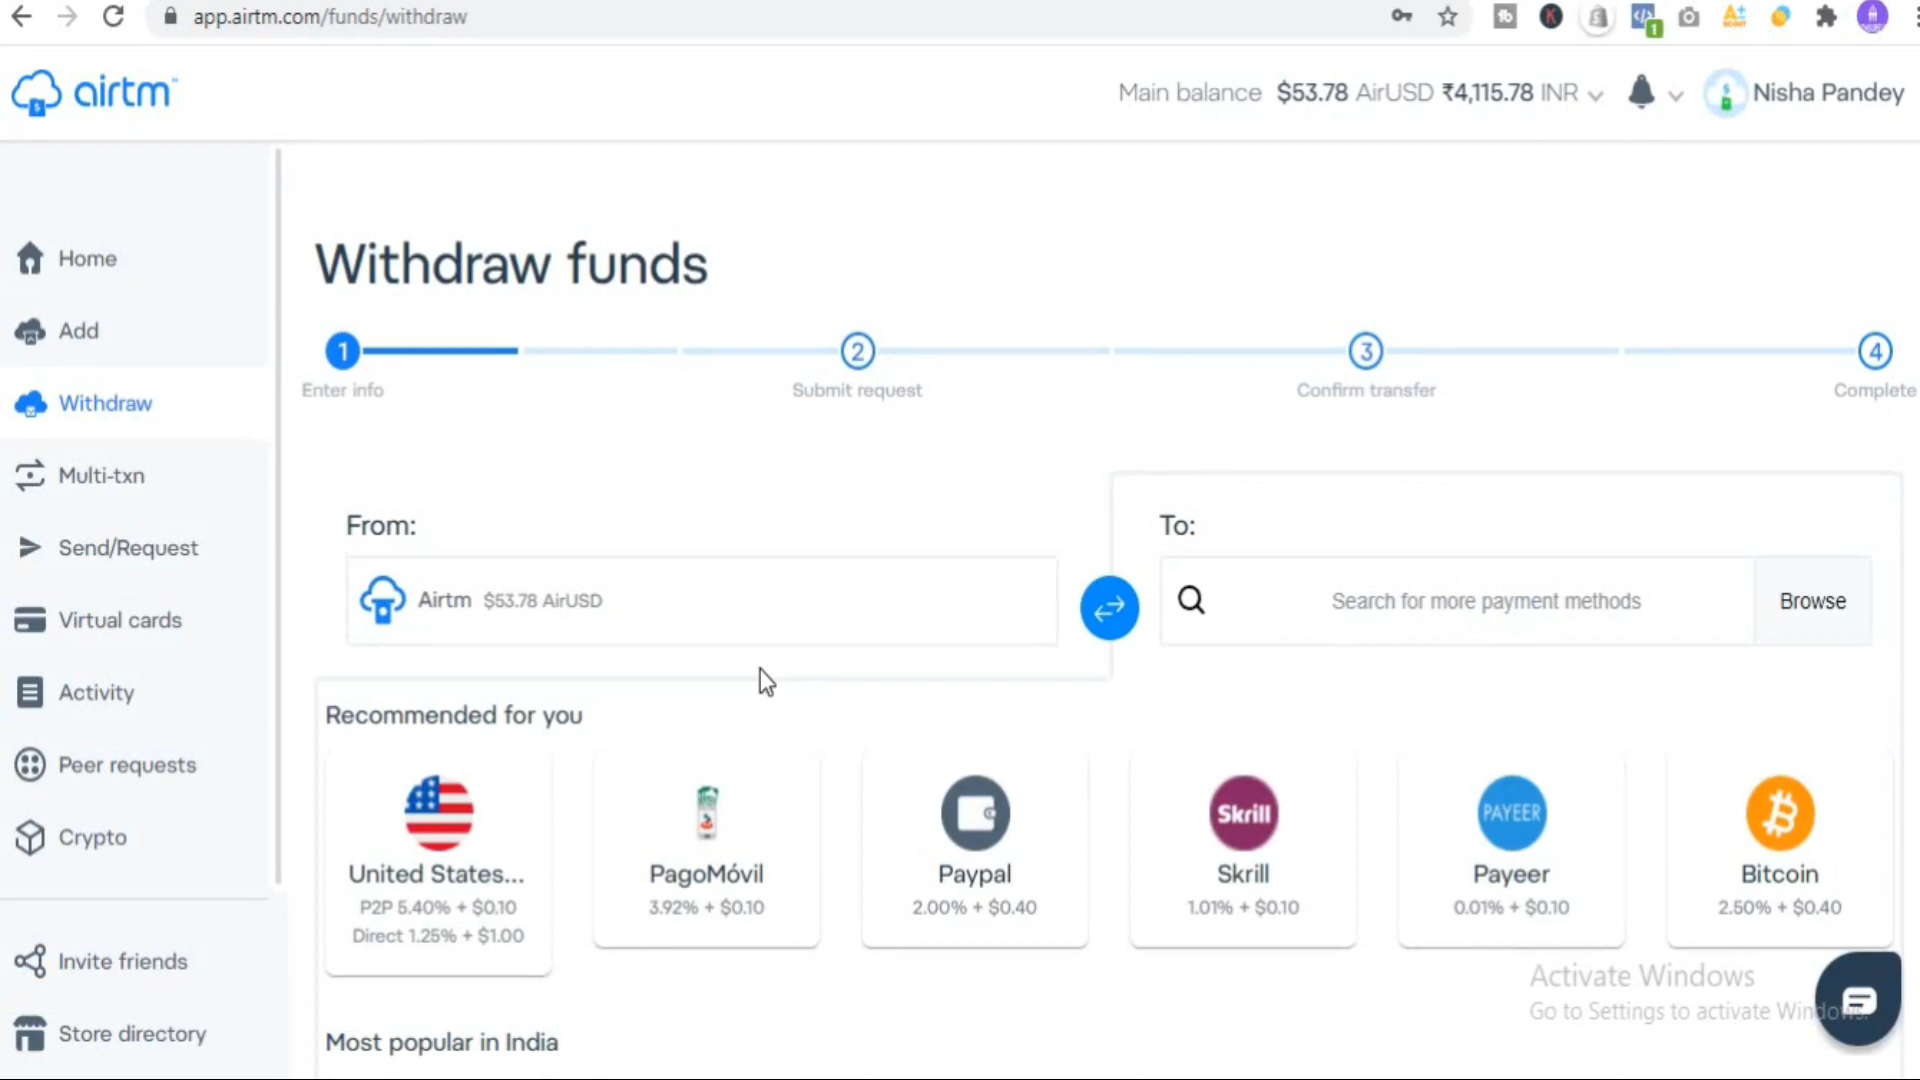 app.airtm.com/funds/withdraw
airtm
Main balance $53.78 AirUSD ₹4,115.78 INR
Nisha Pandey
Home
Add
Withdraw
Multi-txn
Send/Request
Virtual cards
Activity
Peer requests
Crypto
Invite friends
Store directory
Withdraw funds
1 2 3 4
Enter info Submit request Confirm transfer Complete
From:
Airtm $53.78 AirUSD
To:
Search for more payment methods Browse
Recommended for you
United States...
P2P 5.40% + $0.10
Direct 1.25% + $1.00
PagoMóvil
3.92% + $0.10
Paypal
2.00% + $0.40
Skrill
Skrill
1.01% + $0.10
PAYEER
Payeer
0.01% + $0.10
Bitcoin
2.50% + $0.40
Most popular in India
Activate Windows
Go to Settings to activate Windows.